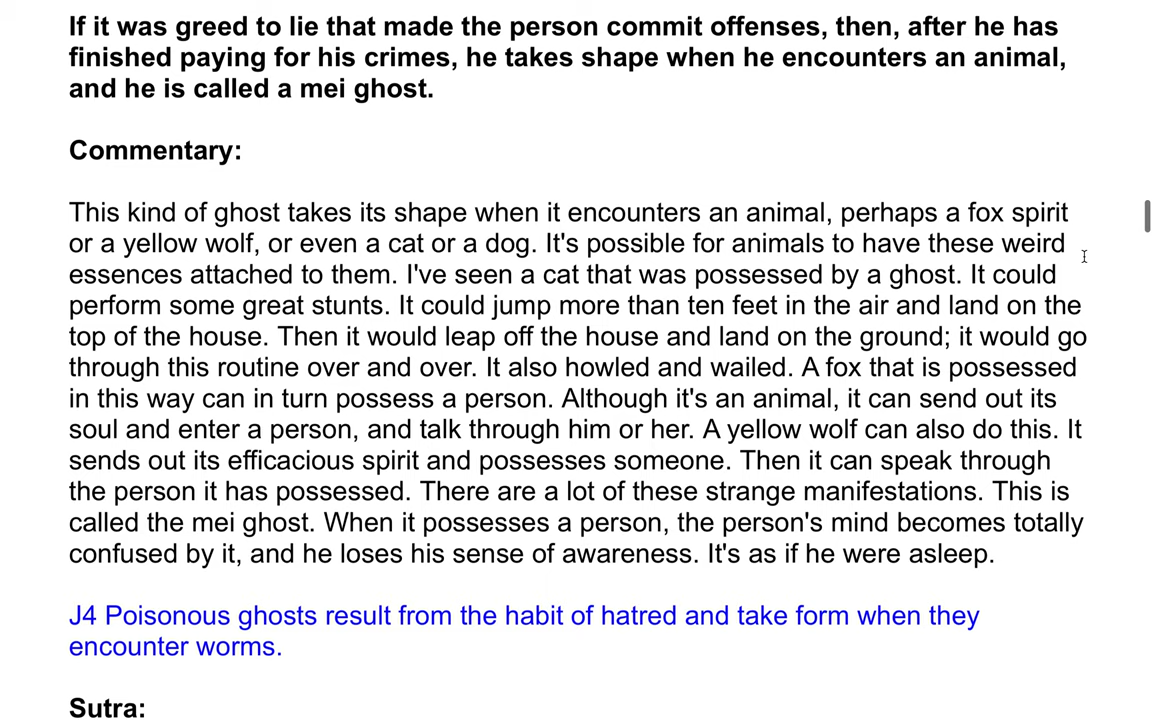 If it was greed to lie that made the person commit offenses, then, after he has
finished paying for his crimes, he takes shape when he encounters an animal,
and he is called a mei ghost.
Commentary:
This kind of ghost takes its shape when it encounters an animal, perhaps a fox spirit
or a yellow wolf, or even a cat or a dog. It's possible for animals to have these weird
essences attached to them. I've seen a cat that was possessed by a ghost. It could
perform some great stunts. It could jump more than ten feet in the air and land on the
top of the house. Then it would leap off the house and land on the ground; it would go
through this routine over and over. It also howled and wailed. A fox that is possessed
in this way can in turn possess a person. Although it's an animal, it can send out its
soul and enter a person, and talk through him or her. A yellow wolf can also do this. It
sends out its efficacious spirit and possesses someone. Then it can speak through
the person it has possessed. There are a lot of these strange manifestations. This is
called the mei ghost. When it possesses a person, the person's mind becomes totally
confused by it, and he loses his sense of awareness. It's as if he were asleep.
J4 Poisonous ghosts result from the habit of hatred and take form when they
encounter worms.
Sutra: